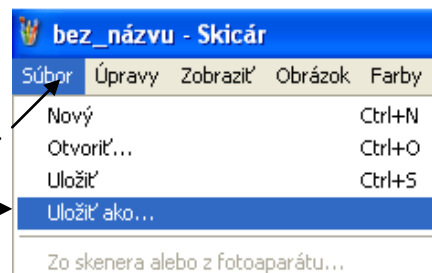 bez_názvu - Skicár
Súbor Úpravy Zobraziť Obrázok Farby
Nový Ctrl+N
Otvoriť... Ctrl+O
Uložiť Ctrl+S
Uložiť ako...
Zo skenera alebo z fotoaparátu...